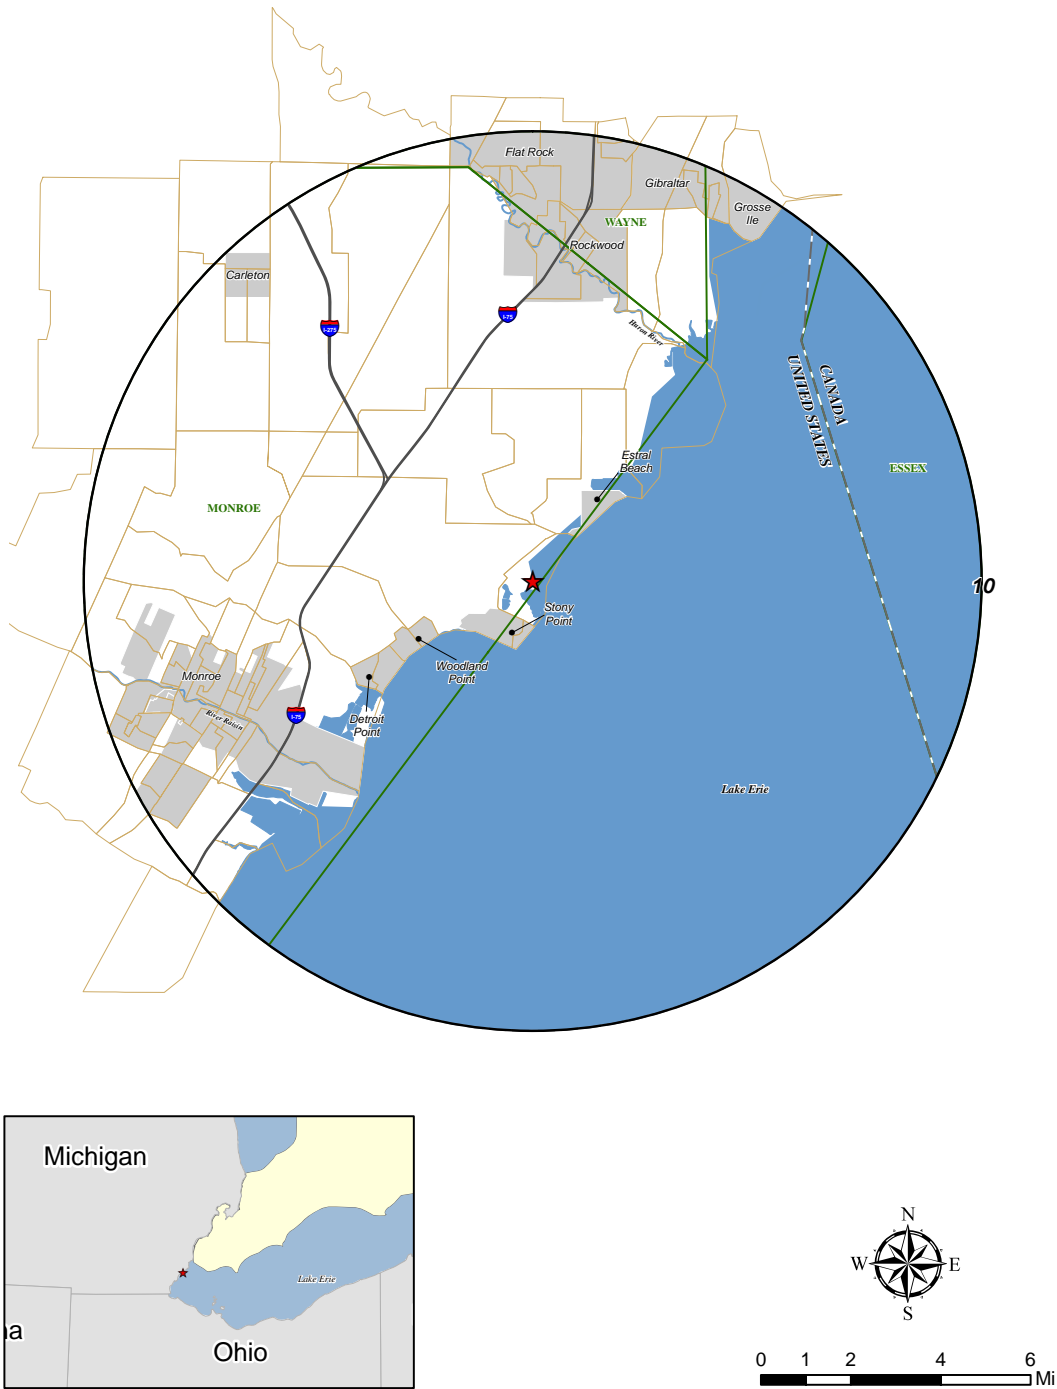 Flat Rock
Gibraltar
Grosse
Ile
WAYNE
Rockwood
Carleton
I-75
I-275
Huron River
CANADA
UNITED STATES
Estral
Beach
ESSEX
MONROE
10
Stony
Point
Woodland
Point
Monroe
River Raisin
I-75
Detroit
Point
Lake Erie
Michigan
Lake Erie
Ohio
na
N
W
E
S
0 1 2 4 6
Mi